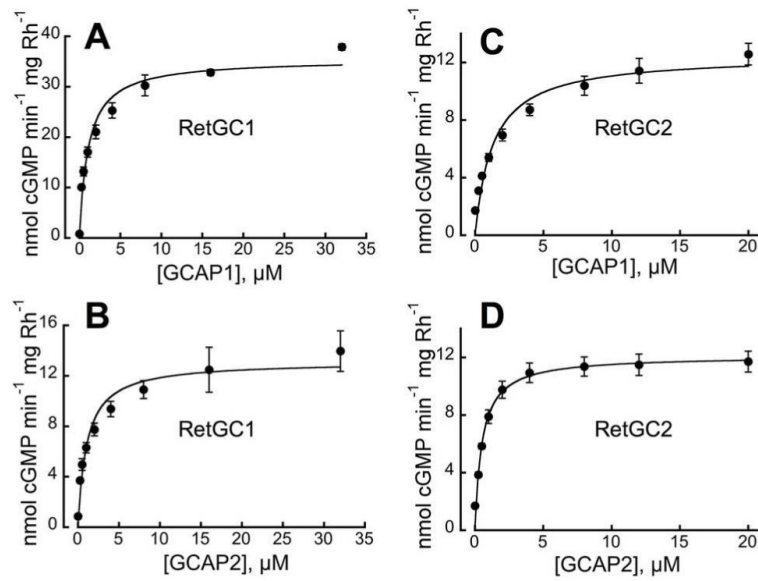 A
nmol cGMP min⁻¹ mg Rh⁻¹
40
30
20
10
0
RetGC1
0 5 10 15 20 25 30 35
[GCAP1], µM
C
nmol cGMP min⁻¹ mg Rh⁻¹
12
8
4
0
RetGC2
0 5 10 15 20
[GCAP1], µM
B
nmol cGMP min⁻¹ mg Rh⁻¹
16
12
8
4
0
RetGC1
0 5 10 15 20 25 30 35
[GCAP2], µM
D
nmol cGMP min⁻¹ mg Rh⁻¹
12
8
4
0
RetGC2
0 5 10 15 20
[GCAP2], µM